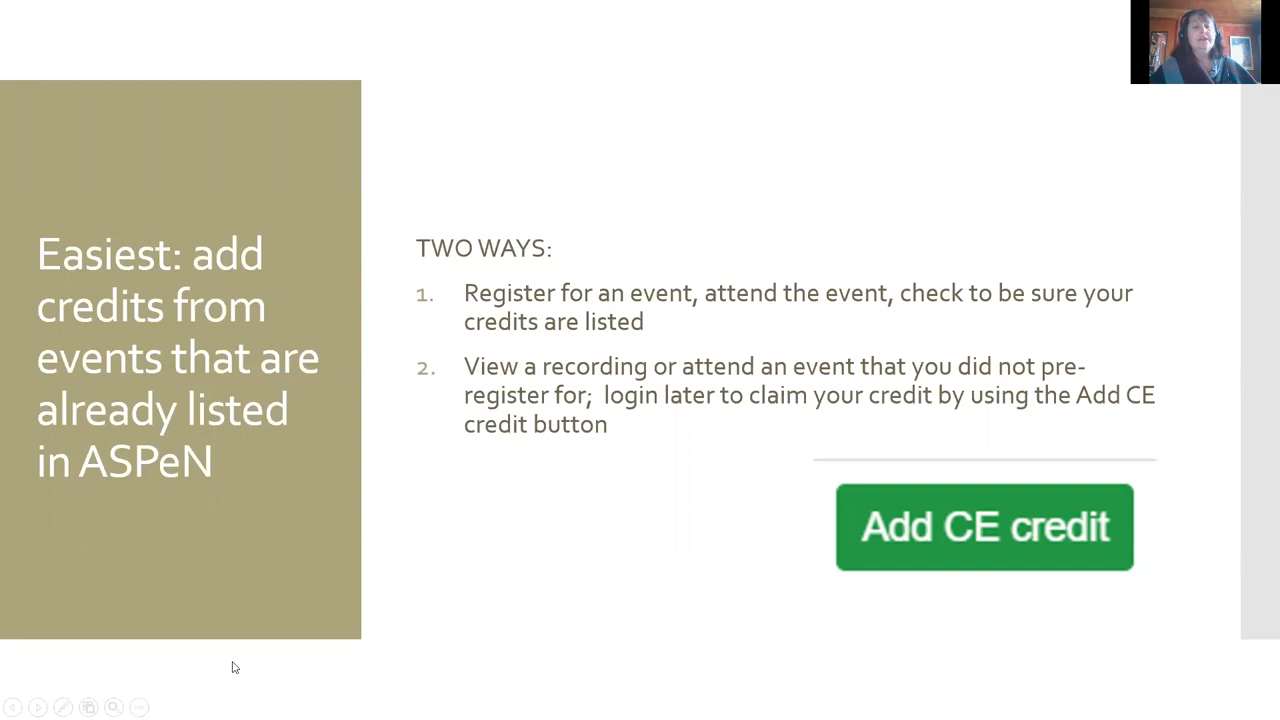 Easiest: add
credits from
events that are
already listed
in ASPeN
TWO WAYS:
1. Register for an event, attend the event, check to be sure your
credits are listed
2. View a recording or attend an event that you did not pre-
register for;  login later to claim your credit by using the Add CE
credit button
Add CE credit